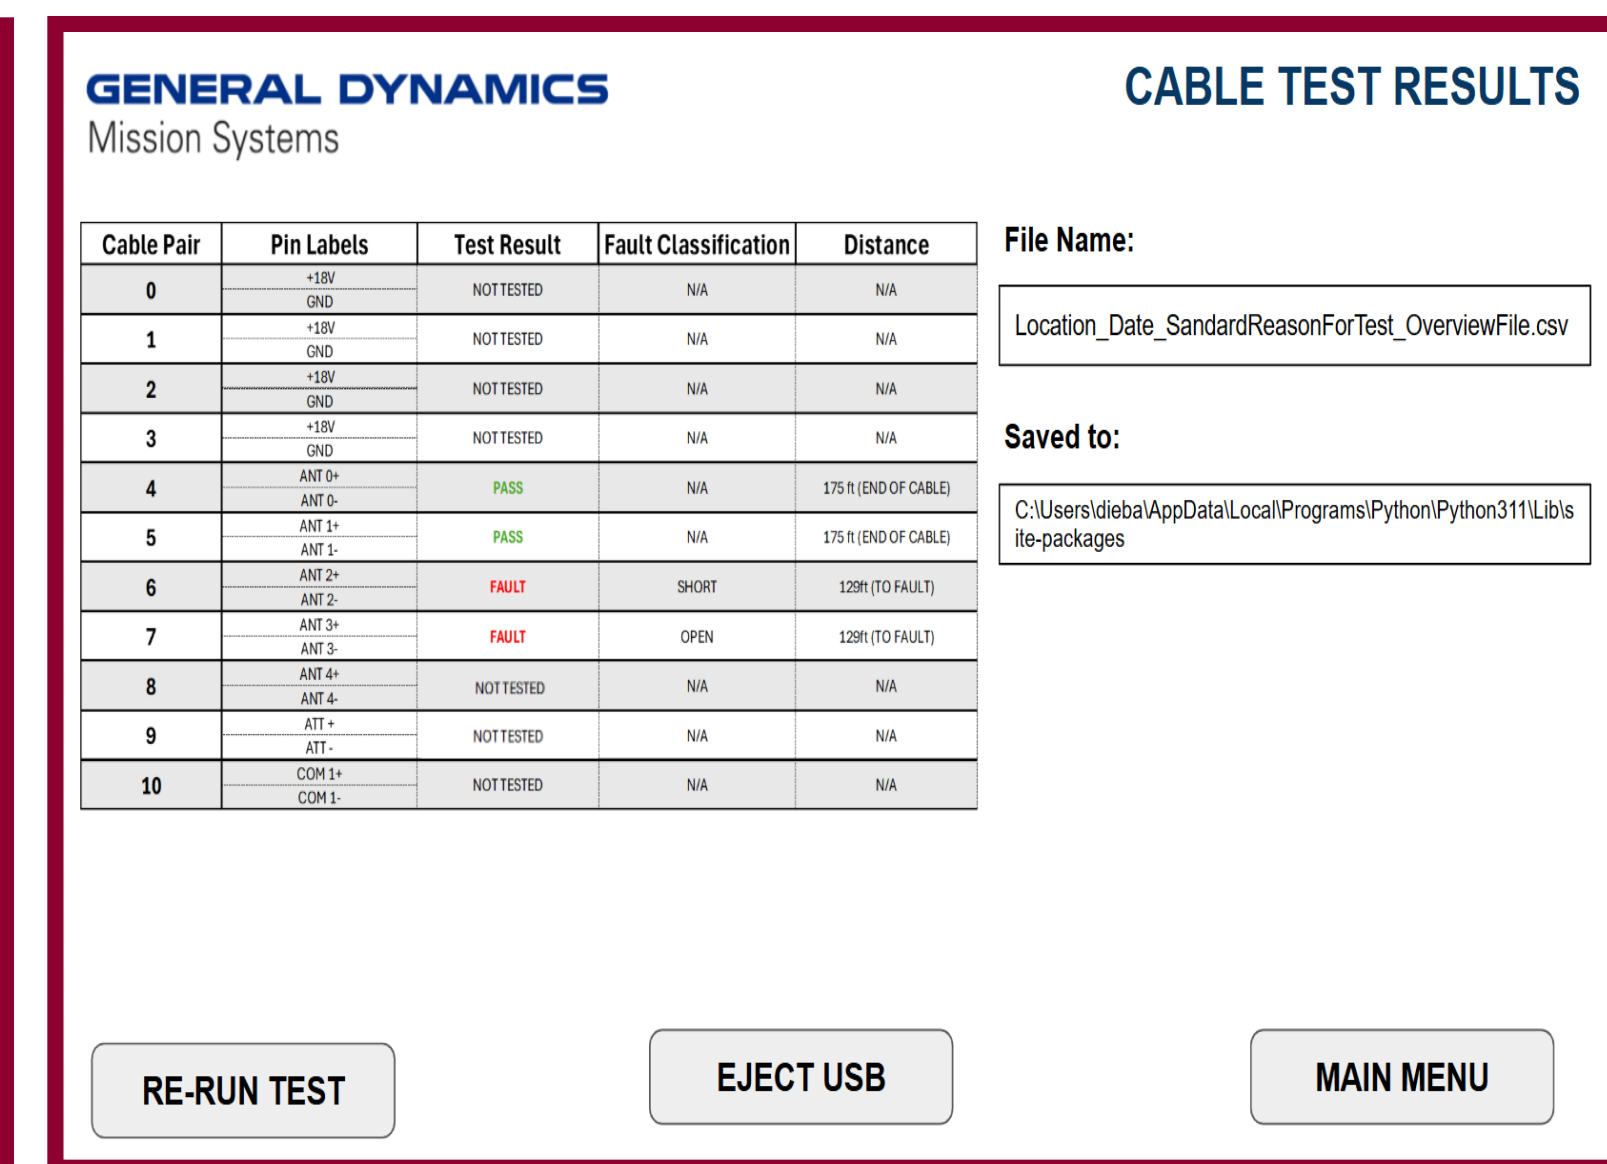 GENERAL DYNAMICS
Mission Systems
CABLE TEST RESULTS
Cable Pair Pin Labels Test Result Fault Classification Distance
0 +18V GND NOT TESTED N/A N/A
1 +18V GND NOT TESTED N/A N/A
2 +18V GND NOT TESTED N/A N/A
3 +18V GND NOT TESTED N/A N/A
4 ANT 0+ ANT 0- PASS N/A 175 ft (END OF CABLE)
5 ANT 1+ ANT 1- PASS N/A 175 ft (END OF CABLE)
6 ANT 2+ ANT 2- FAULT SHORT 129ft (TO FAULT)
7 ANT 3+ ANT 3- FAULT OPEN 129ft (TO FAULT)
8 ANT 4+ ANT 4- NOT TESTED N/A N/A
9 ATT + ATT - NOT TESTED N/A N/A
10 COM 1+ COM 1- NOT TESTED N/A N/A
File Name:
Location_Date_SandardReasonForTest_OverviewFile.csv
Saved to:
C:\Users\dieba\AppData\Local\Programs\Python\Python311\Lib\s
ite-packages
RE-RUN TEST
EJECT USB
MAIN MENU